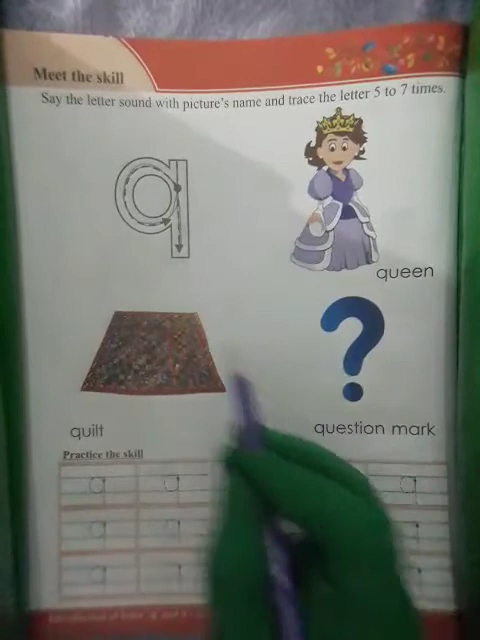 Meet the skill
Say the letter sound with picture's name and trace the letter 5 to 7 times.
q
queen
?
quilt
question mark
Practice the skill
q q q
q q
q q